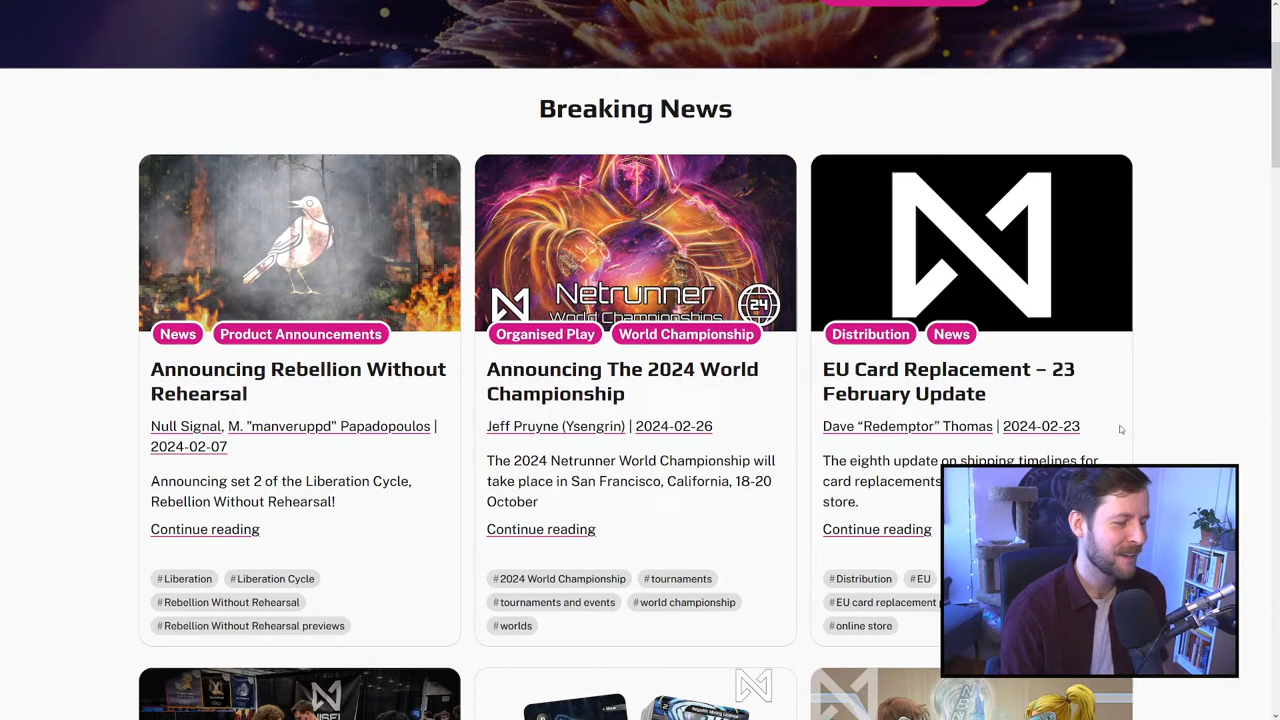 Breaking News
Netrunner
World Championships
24
News
Product Announcements
Announcing Rebellion Without
Rehearsal
Null Signal, M. "manveruppd" Papadopoulos |
2024-02-07
Announcing set 2 of the Liberation Cycle,
Rebellion Without Rehearsal!
Continue reading
#Liberation
#Liberation Cycle
#Rebellion Without Rehearsal
#Rebellion Without Rehearsal previews
Organised Play
World Championship
Announcing The 2024 World
Championship
Jeff Pruyne (Ysengrin) | 2024-02-26
The 2024 Netrunner World Championship will
take place in San Francisco, California, 18-20
October
Continue reading
#2024 World Championship
#tournaments
#tournaments and events
#world championship
#worlds
Distribution
News
EU Card Replacement – 23
February Update
Dave “Redemptor” Thomas | 2024-02-23
The eighth update on shipping timelines for
card replacements
store.
Continue reading
#Distribution
#EU
#EU card replacement
#online store